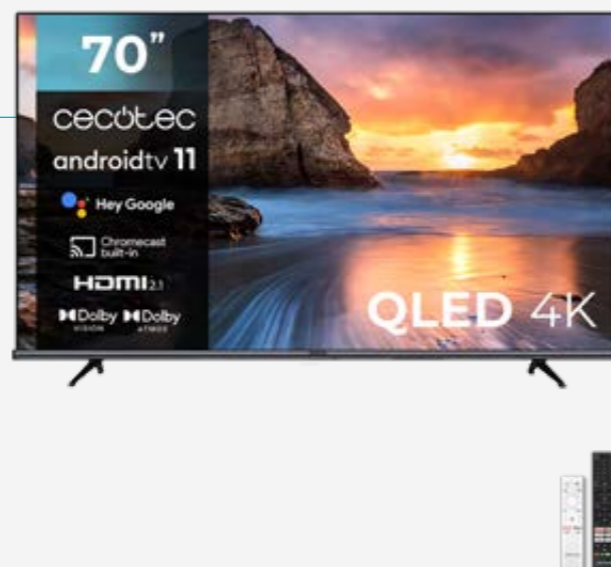 70"
cecotec
androidtv 11
Hey Google
Chromecast
built-in
HDMI 2.1
Dolby Dolby
VISION ATMOS
QLED 4K